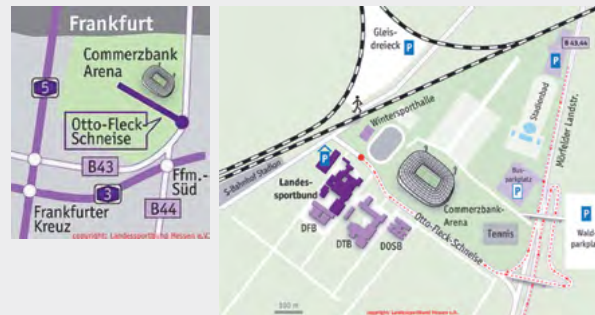 Frankfurt
Commerzbank
Arena
5
Otto-Fleck-
Schneise
B43
3
Ffm.-
Süd
Frankfurter
Kreuz
B44
copyright: Landessportbund Hessen e.V.
Gleis-
dreieck
P
B 43,44
P
Stadionbad
Mörfelder Landstr.
Wintersporthalle
S-Bahnhof Stadion
P
Landes-
sportbund
Bus-
parkplatz
P
Commerzbank-
Arena
Otto-Fleck-Schneise
DFB
DTB
DOSB
Tennis
P
Wald-
parkpl
copyright: Landessportbund Hessen e.V.